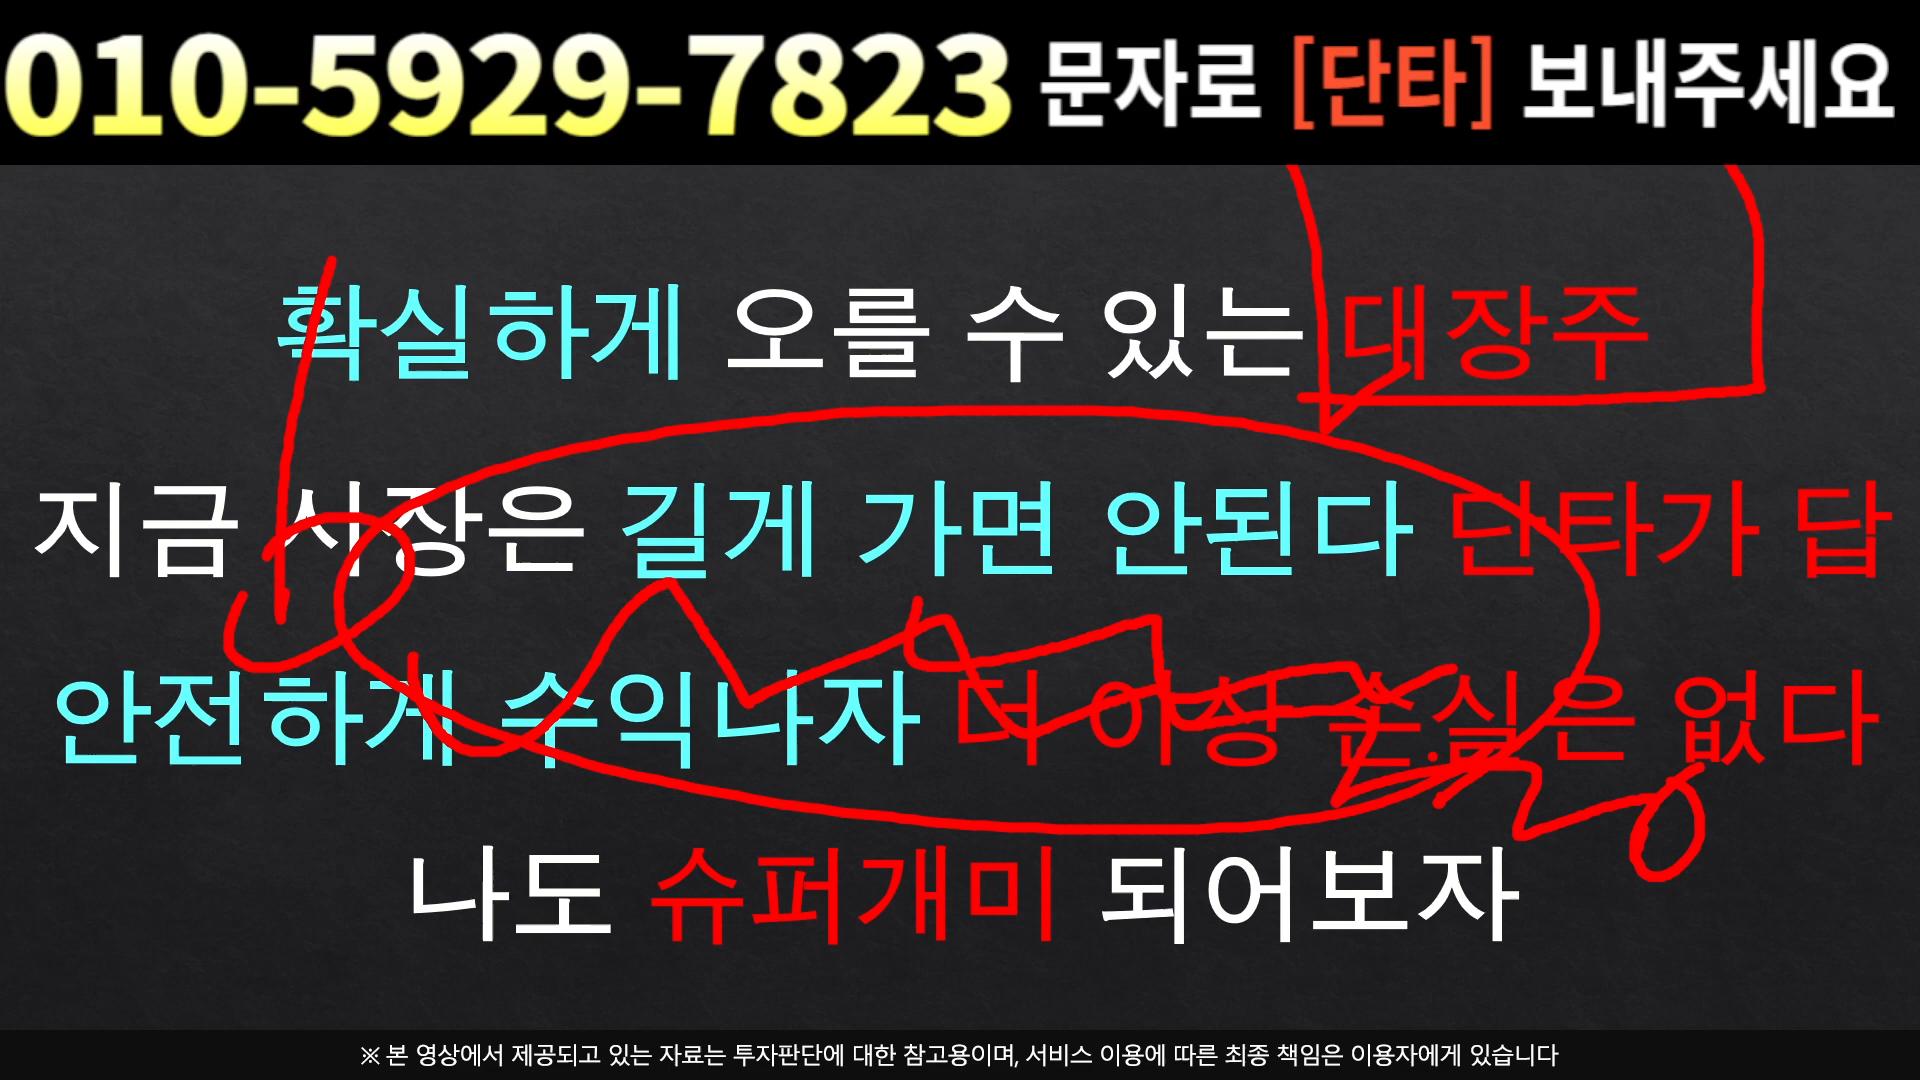 010-5929-7823 문자로 [단타] 보내주세요
확실하게 오를 수 있는 대장주
지금 시장은 길게 가면 안된다 단타가 답
안전하게 수익나자 더 이상 손실은 없다
나도 슈퍼개미 되어보자
※ 본 영상에서 제공되고 있는 자료는 투자판단에 대한 참고용이며, 서비스 이용에 따른 최종 책임은 이용자에게 있습니다